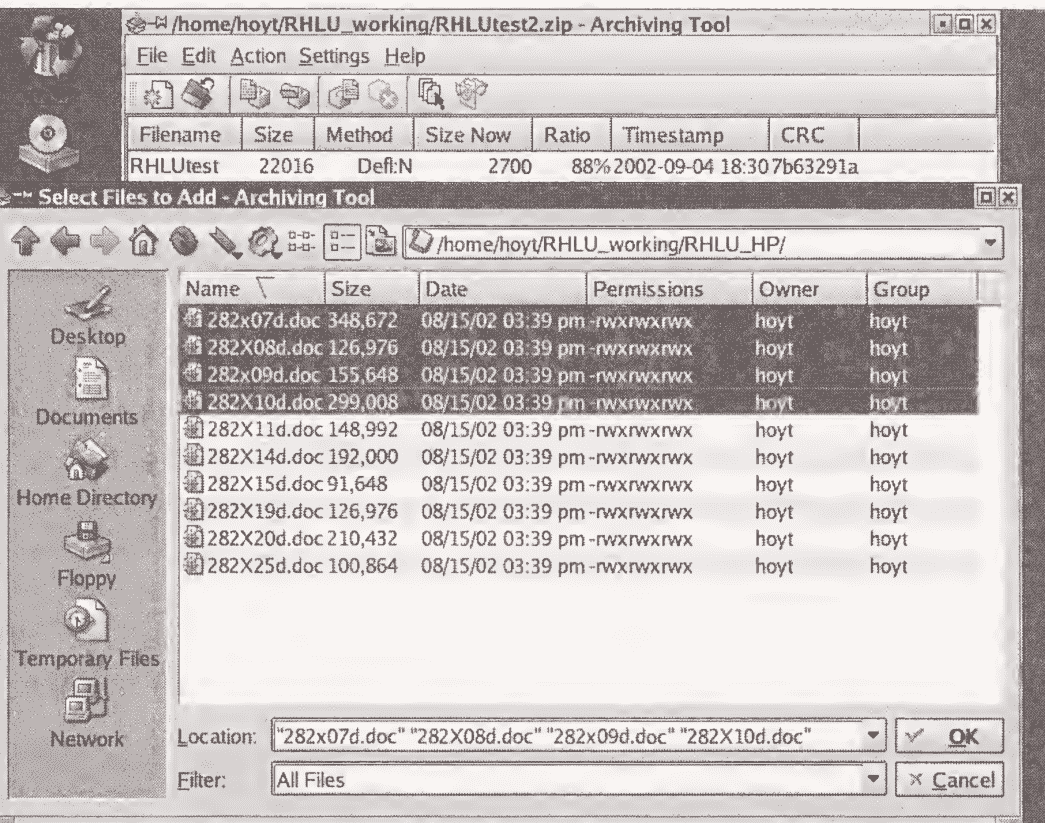 /home/hoyt/RHLU_working/RHLUtest2.zip - Archiving Tool
File Edit Action Settings Help
Filename Size Method Size Now Ratio Timestamp CRC
RHLUtest 22016 Defl:N 2700 88% 2002-09-04 18:30 7b63291a
Select Files to Add - Archiving Tool
/home/hoyt/RHLU_working/RHLU_HP/
Name Size Date Permissions Owner Group
282x07d.doc 348,672 08/15/02 03:39 pm -rwxrwxrwx hoyt hoyt
282X08d.doc 126,976 08/15/02 03:39 pm -rwxrwxrwx hoyt hoyt
282x09d.doc 155,648 08/15/02 03:39 pm -rwxrwxrwx hoyt hoyt
282X10d.doc 299,008 08/15/02 03:39 pm -rwxrwxrwx hoyt hoyt
282X11d.doc 148,992 08/15/02 03:39 pm -rwxrwxrwx hoyt hoyt
282X14d.doc 192,000 08/15/02 03:39 pm -rwxrwxrwx hoyt hoyt
282X15d.doc 91,648 08/15/02 03:39 pm -rwxrwxrwx hoyt hoyt
282X19d.doc 126,976 08/15/02 03:39 pm -rwxrwxrwx hoyt hoyt
282X20d.doc 210,432 08/15/02 03:39 pm -rwxrwxrwx hoyt hoyt
282X25d.doc 100,864 08/15/02 03:39 pm -rwxrwxrwx hoyt hoyt
Desktop
Documents
Home Directory
Floppy
Temporary Files
Network
Location: "282x07d.doc" "282X08d.doc" "282x09d.doc" "282X10d.doc" OK
Filter: All Files Cancel